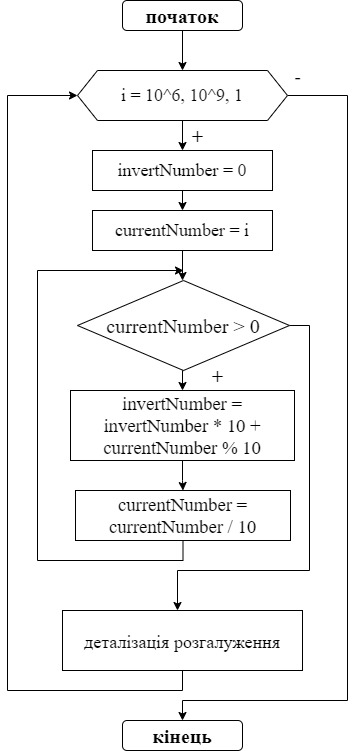 початок
i = 10^6, 10^9, 1
-
+
invertNumber = 0
currentNumber = i
currentNumber > 0
+
invertNumber =
invertNumber * 10 +
currentNumber % 10
currentNumber =
currentNumber / 10
деталізація розгалуження
кінець